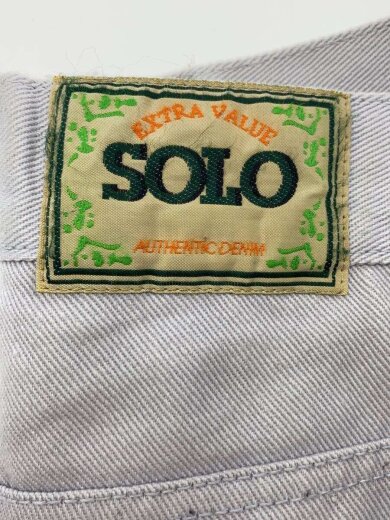 EXTRA VALUE
SOLO
AUTHENTIC DENIM